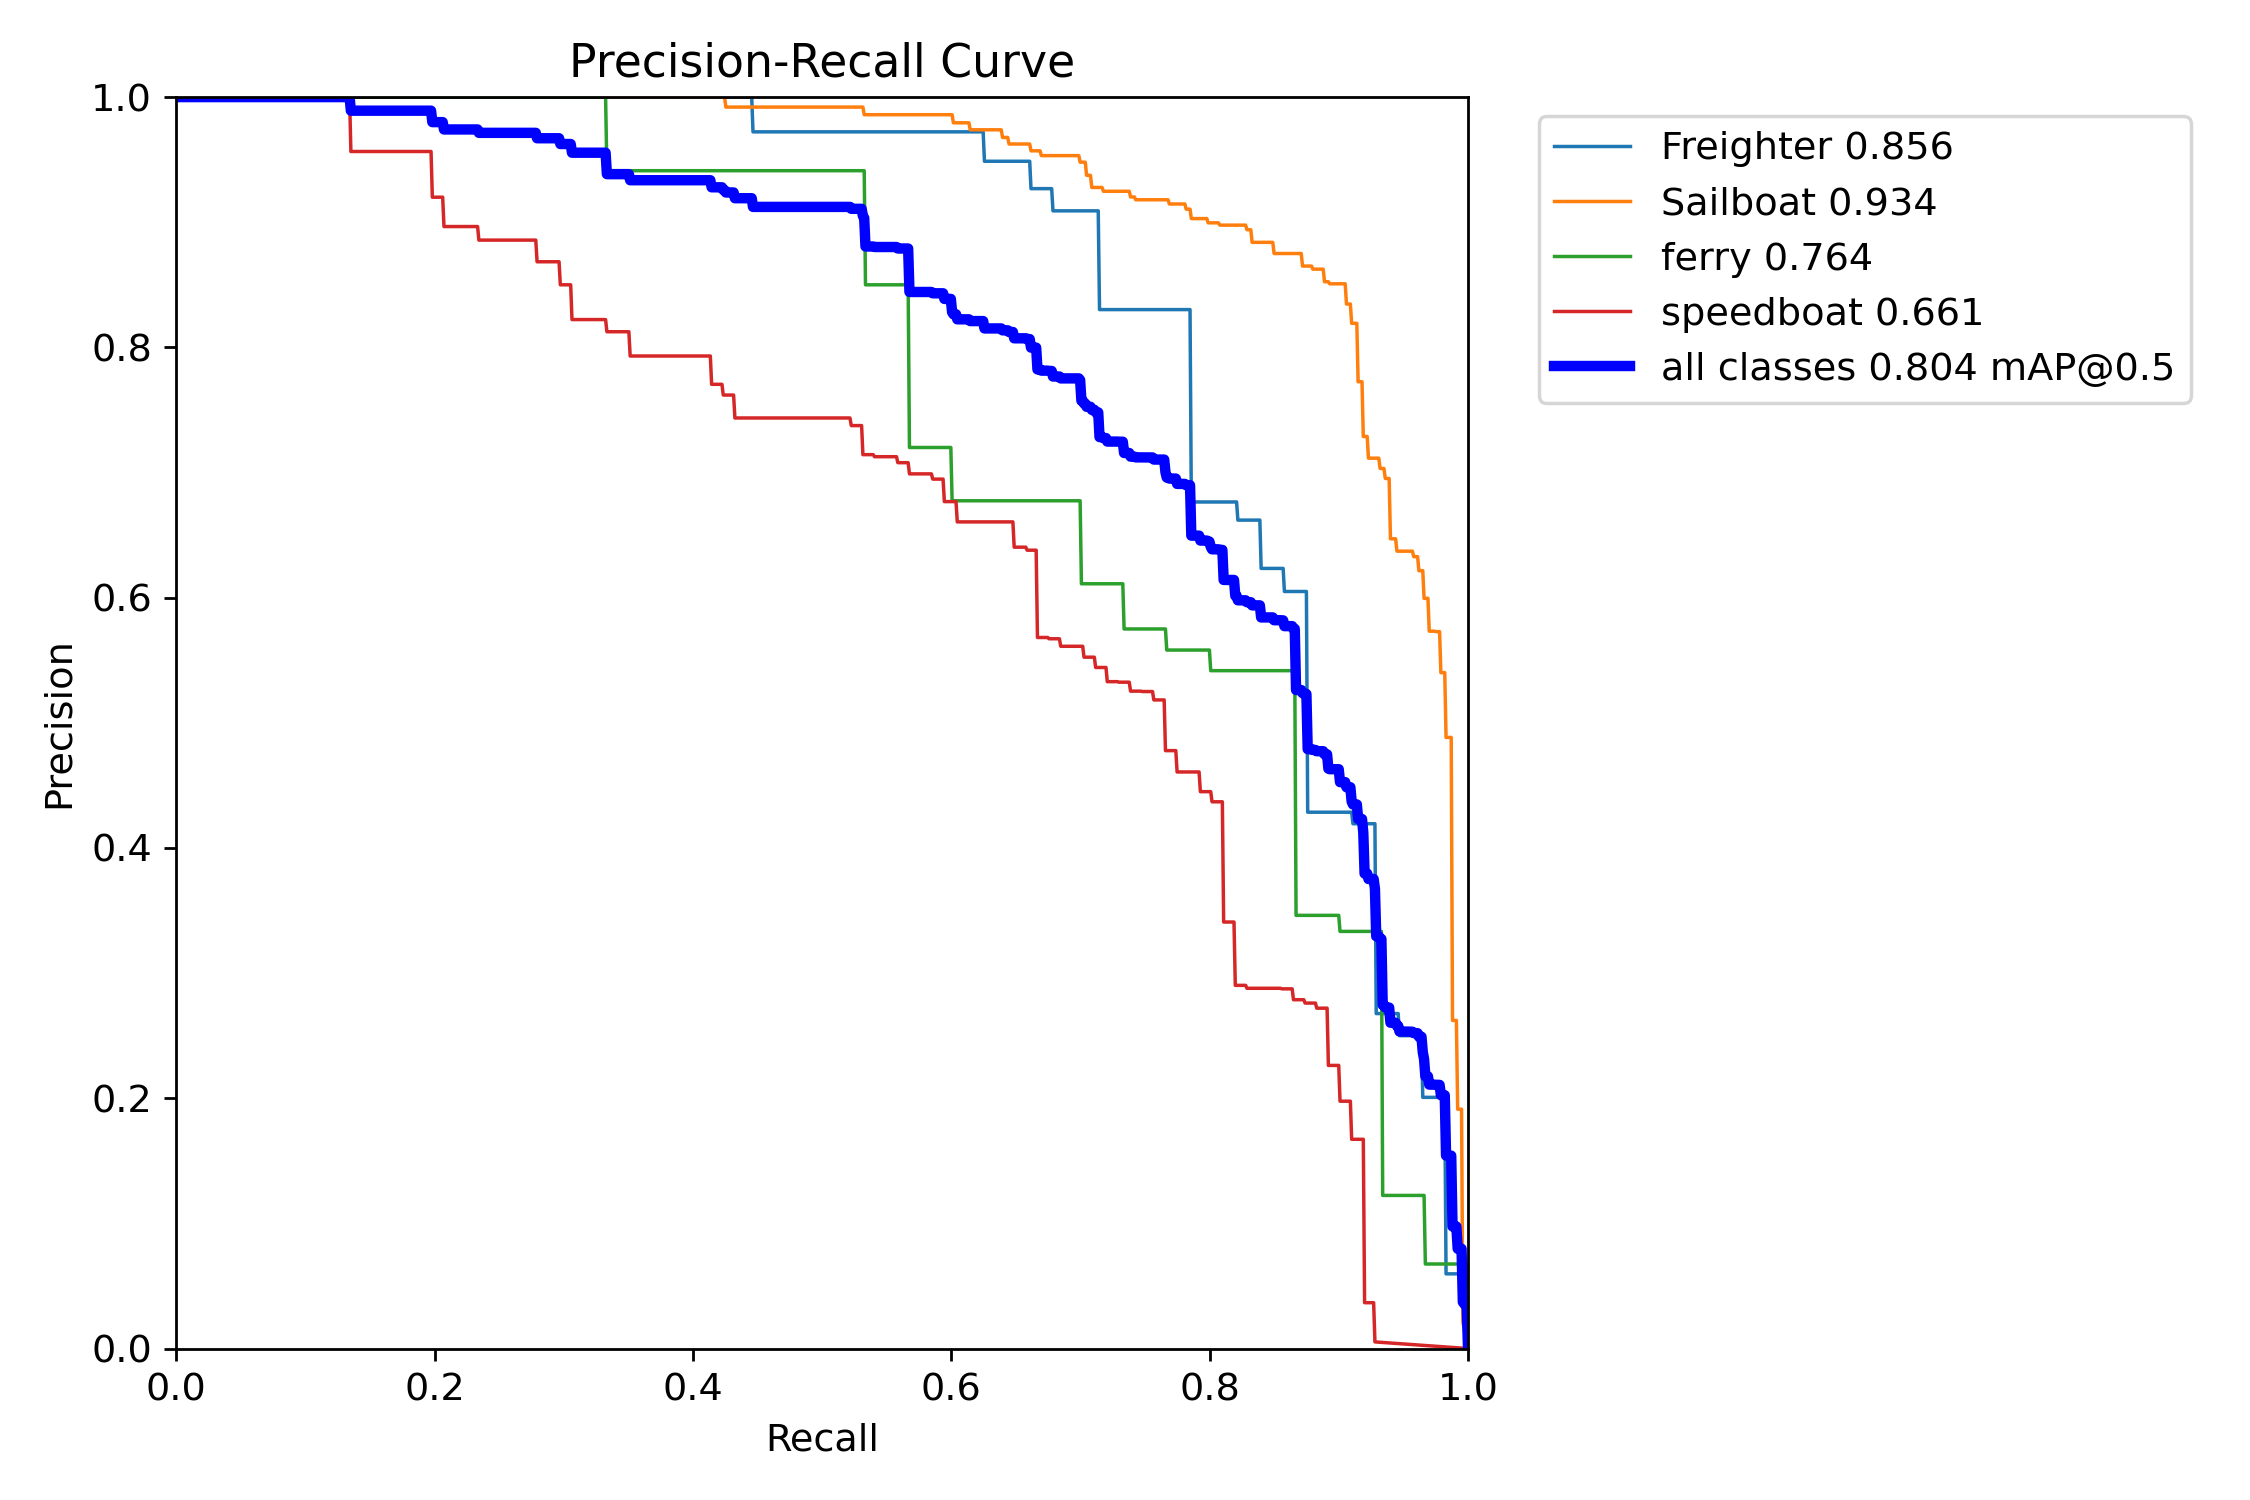 Precision-Recall Curve
1.0
0.8
0.6
0.4
0.2
0.0
Precision
0.0 0.2 0.4 0.6 0.8 1.0
Recall
Freighter 0.856
Sailboat 0.934
ferry 0.764
speedboat 0.661
all classes 0.804 mAP@0.5